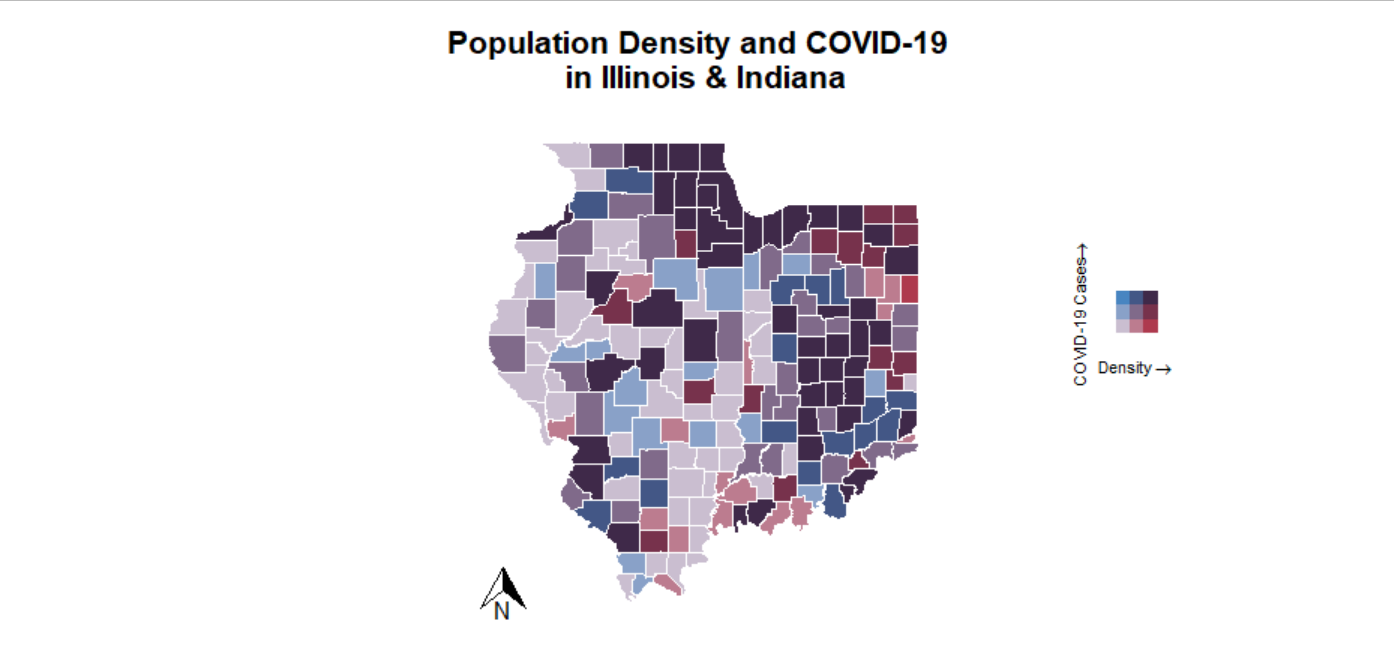 Population Density and COVID-19
in Illinois & Indiana
COVID-19 Cases→
Density →
N